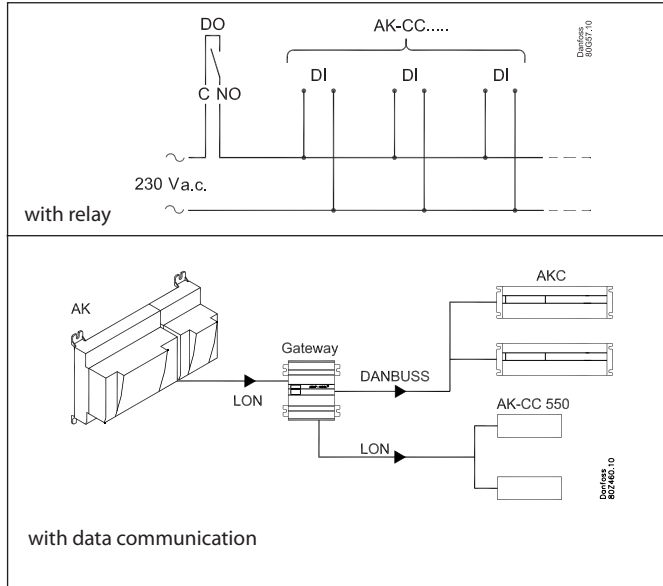 DO
AK-CC.....
Danfoss
80G57.10
DI DI DI
C NO
230 Va.c.
with relay
AK
AKC
Gateway
DANBUSS
LON
AK-CC 550
LON
Danfoss
80Z460.10
with data communication